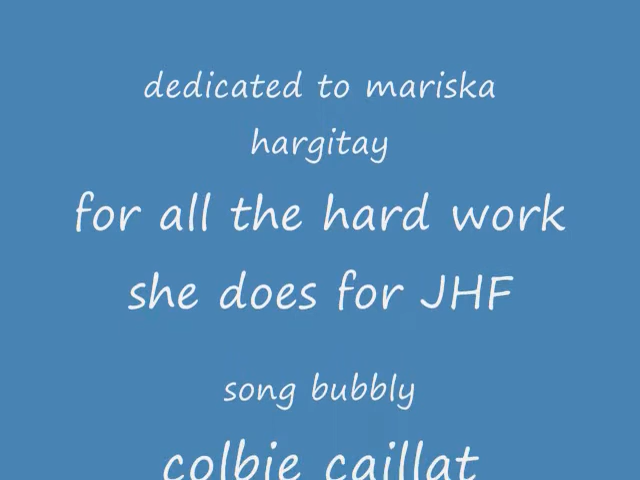 dedicated to mariska
hargitay
for all the hard work
she does for JHF
song bubbly
colbie caillat